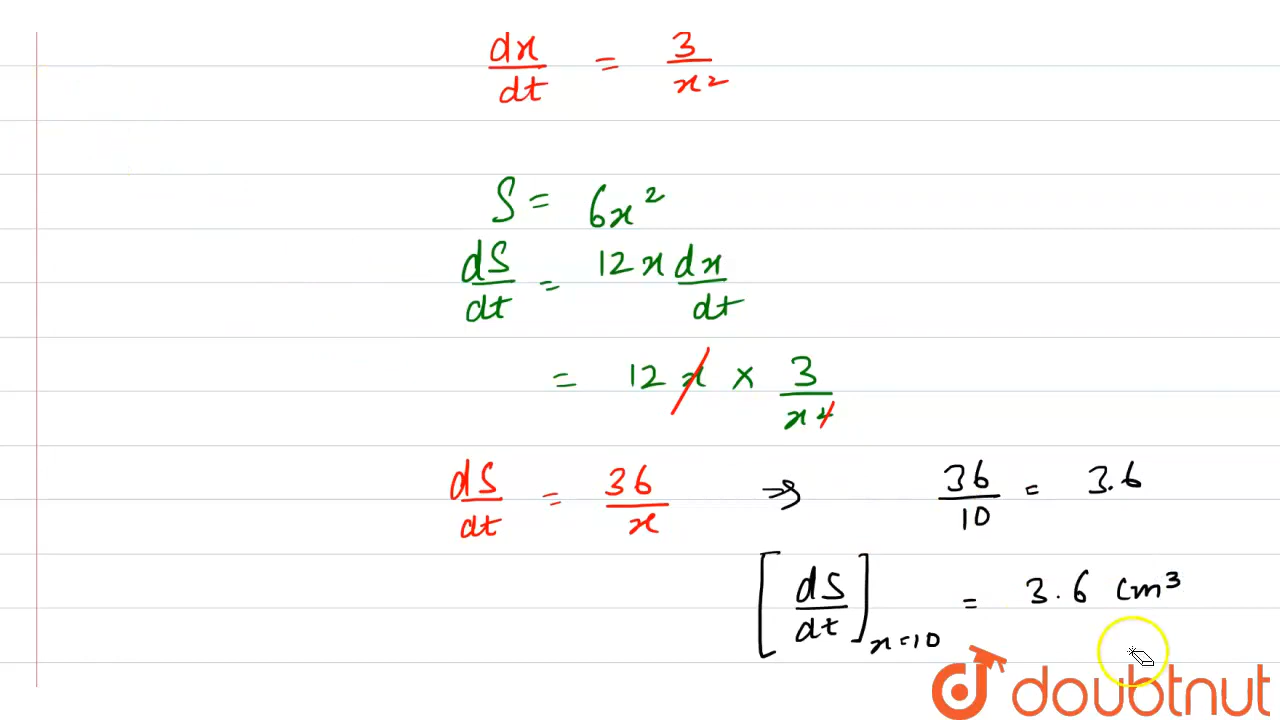 dx/dt = 3/x²
S = 6x²
dS/dt = 12x dx/dt
= 12x × 3/x²
dS/dt = 36/x ⇒ 36/10 = 3.6
[dS/dt]x=10 = 3.6 cm³
doubtnut